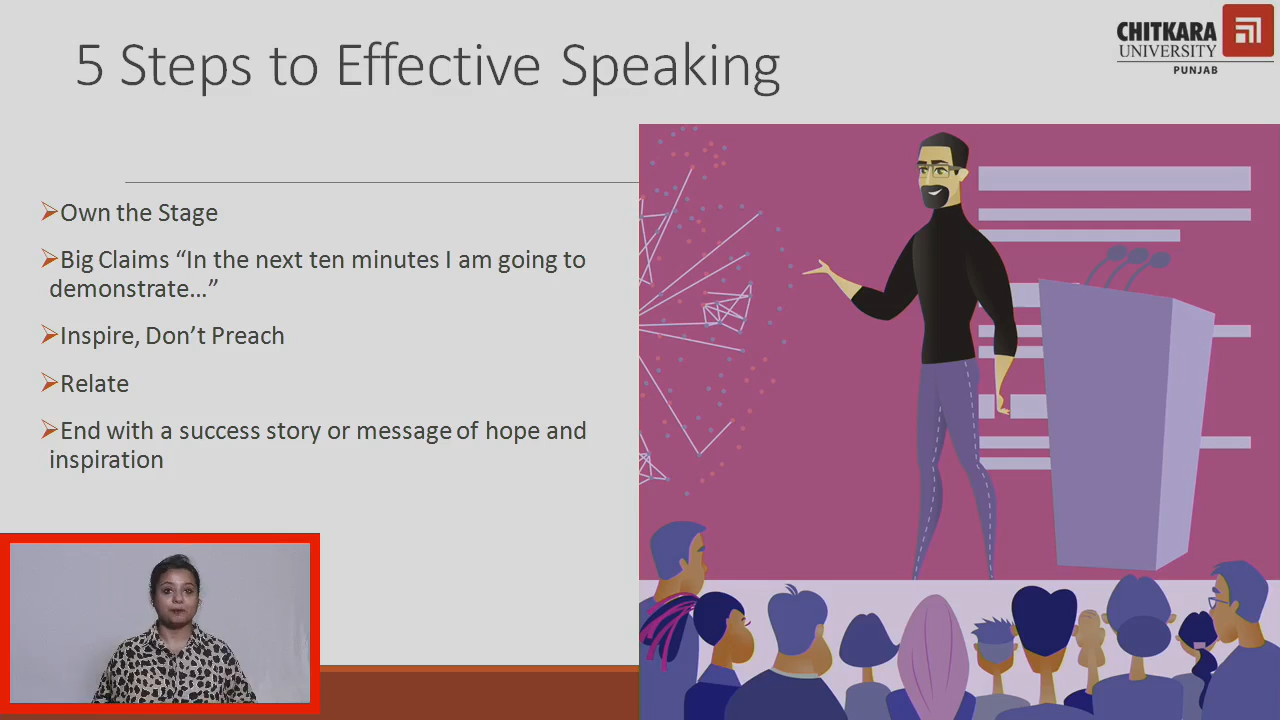 5 Steps to Effective Speaking
CHITKARA
UNIVERSITY
PUNJAB
Own the Stage
Big Claims “In the next ten minutes I am going to
demonstrate…”
Inspire, Don’t Preach
Relate
End with a success story or message of hope and
inspiration